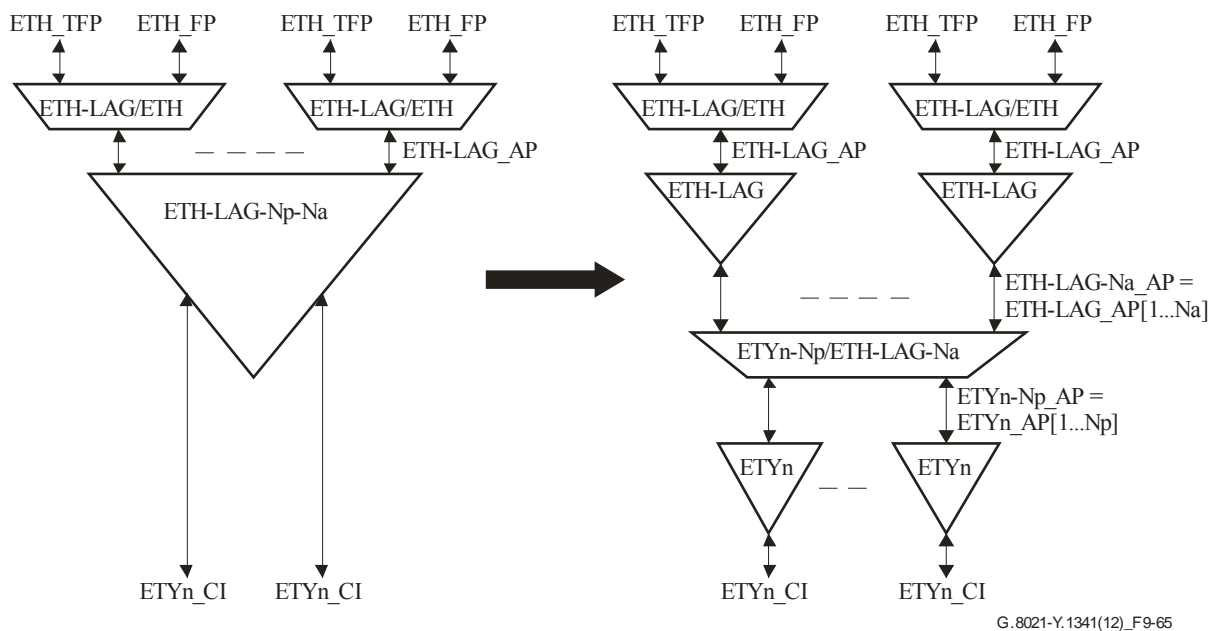 ETH_TFP ETH_FP ETH_TFP ETH_FP ETH_TFP ETH_FP ETH_TFP ETH_FP
ETH-LAG/ETH ETH-LAG/ETH ETH-LAG/ETH ETH-LAG/ETH
ETH-LAG_AP ETH-LAG_AP ETH-LAG_AP
ETH-LAG-Np-Na ETH-LAG ETH-LAG
ETH-LAG-Na_AP =
ETH-LAG_AP[1...Na]
ETYn-Np/ETH-LAG-Na
ETYn-Np_AP =
ETYn_AP[1...Np]
ETYn ETYn
ETYn_CI ETYn_CI ETYn_CI ETYn_CI
G.8021-Y.1341(12)_F9-65